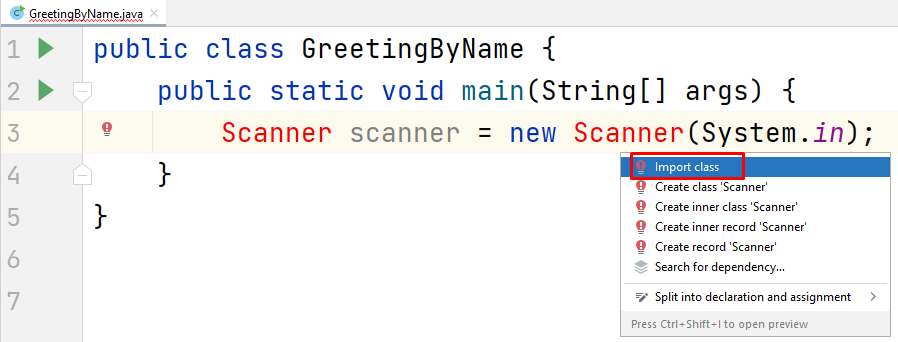 GreetingByName.java
1 public class GreetingByName {
2 public static void main(String[] args) {
3 Scanner scanner = new Scanner(System.in);
4 }
5 }
6
7
Import class
Create class 'Scanner'
Create inner class 'Scanner'
Create inner record 'Scanner'
Create record 'Scanner'
Search for dependency...
Split into declaration and assignment
Press Ctrl+Shift+I to open preview